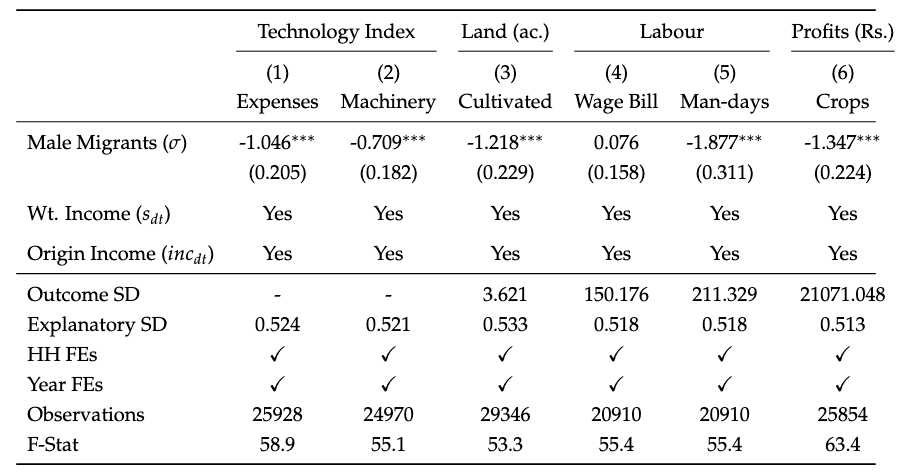 Technology Index Land (ac.) Labour Profits (Rs.)
(1) (2) (3) (4) (5) (6)
Expenses Machinery Cultivated Wage Bill Man-days Crops
Male Migrants (σ) -1.046*** -0.709*** -1.218*** 0.076 -1.877*** -1.347***
(0.205) (0.182) (0.229) (0.158) (0.311) (0.224)
Wt. Income (s_dt) Yes Yes Yes Yes Yes Yes
Origin Income (inc_dt) Yes Yes Yes Yes Yes Yes
Outcome SD - - 3.621 150.176 211.329 21071.048
Explanatory SD 0.524 0.521 0.533 0.518 0.518 0.513
HH FEs ✓ ✓ ✓ ✓ ✓ ✓
Year FEs ✓ ✓ ✓ ✓ ✓ ✓
Observations 25928 24970 29346 20910 20910 25854
F-Stat 58.9 55.1 53.3 55.4 55.4 63.4